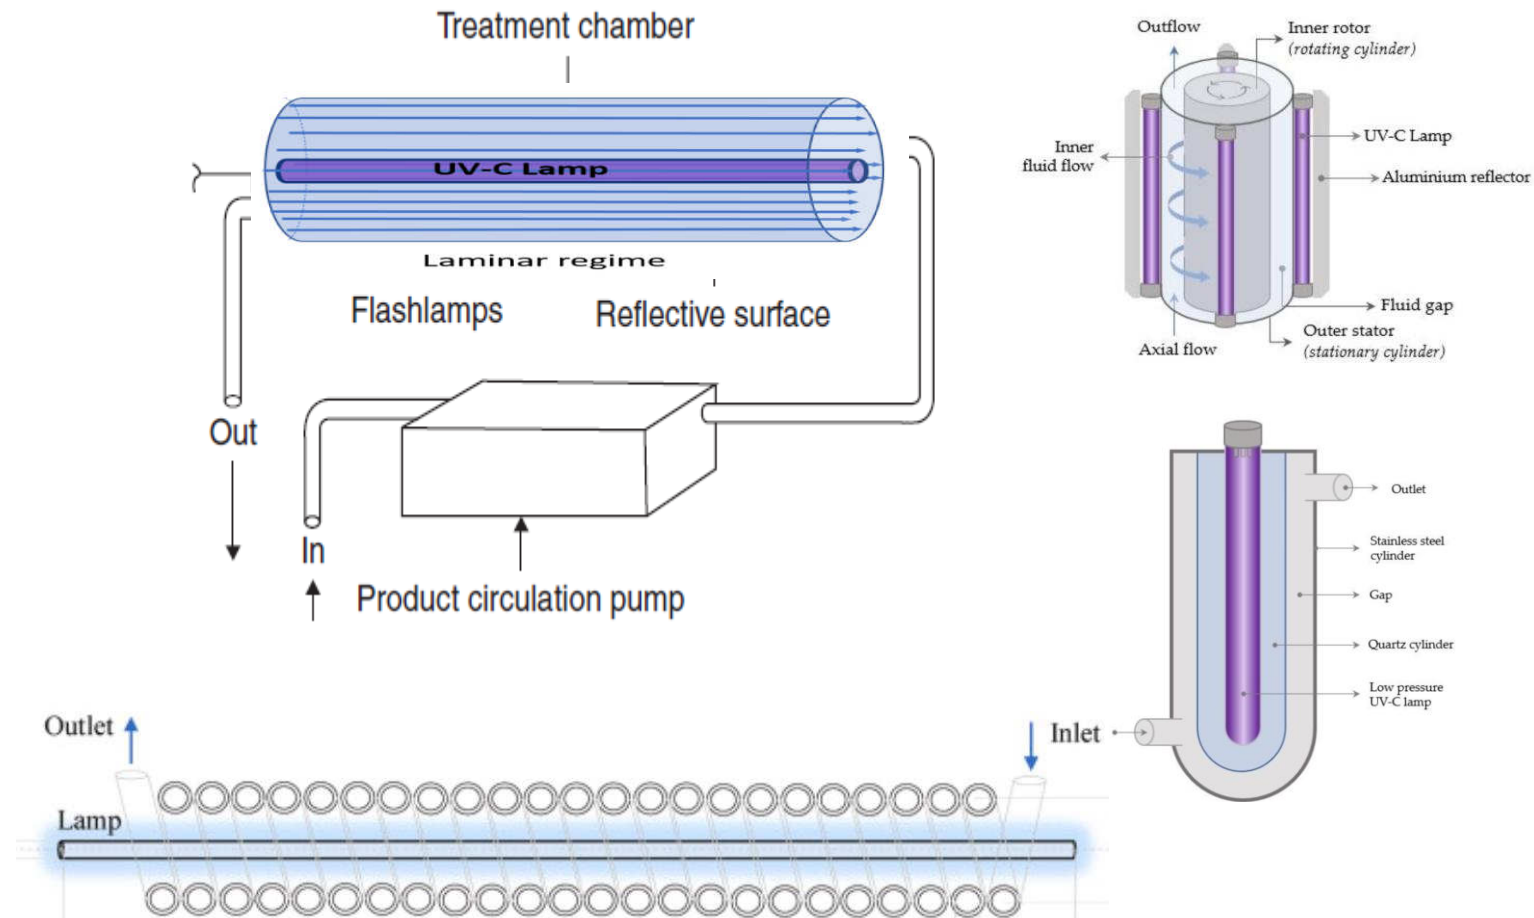 Treatment chamber
UV-C Lamp
Laminar regime
Flashlamps
Reflective surface
Out
In
Product circulation pump
Outflow
Inner rotor
(rotating cylinder)
UV-C Lamp
Inner
fluid flow
Aluminium reflector
Fluid gap
Outer stator
(stationary cylinder)
Axial flow
Outlet
Stainless steel
cylinder
Gap
Quartz cylinder
Low pressure
UV-C lamp
Inlet
Outlet
Lamp